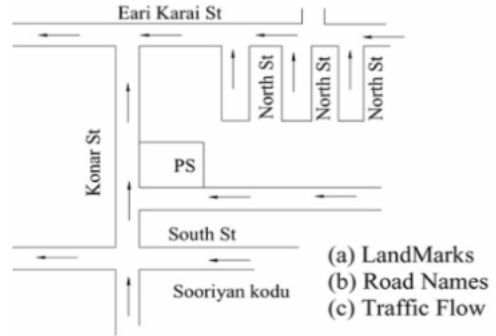 Eari Karai St
North St
North St
North St
Konar St
PS
South St
Sooriyan kodu
(a) LandMarks
(b) Road Names
(c) Traffic Flow